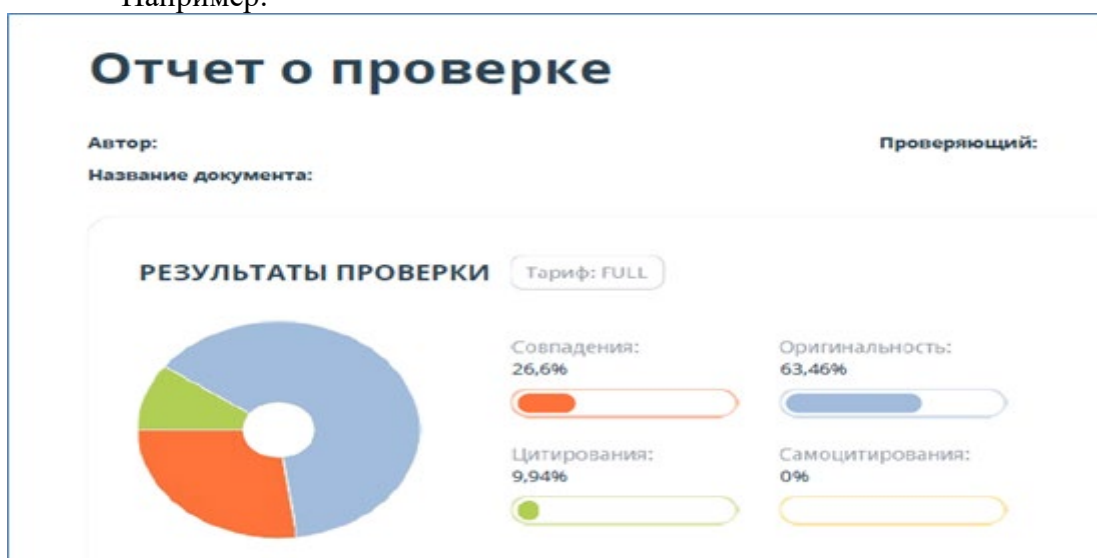 Например:
Отчет о проверке
Автор:
Проверяющий:
Название документа:
РЕЗУЛЬТАТЫ ПРОВЕРКИ
Тариф: FULL
Совпадения:
26,6%
Оригинальность:
63,46%
Цитирования:
9,94%
Самоцитирования:
0%